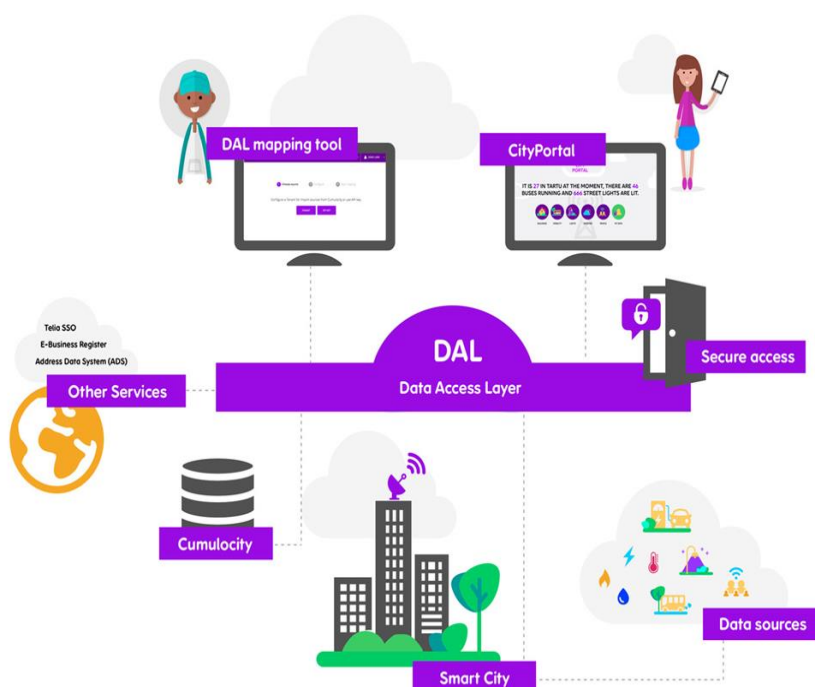 DAL mapping tool
CityPortal
PORTAL
IT IS 27 IN TARTU AT THE MOMENT, THERE ARE 46
BUSES RUNNING AND 666 STREET LIGHTS ARE LIT.
Telia SSO
E-Business Register
Address Data System (ADS)
Other Services
DAL
Data Access Layer
Secure access
Cumulocity
Data sources
Smart City